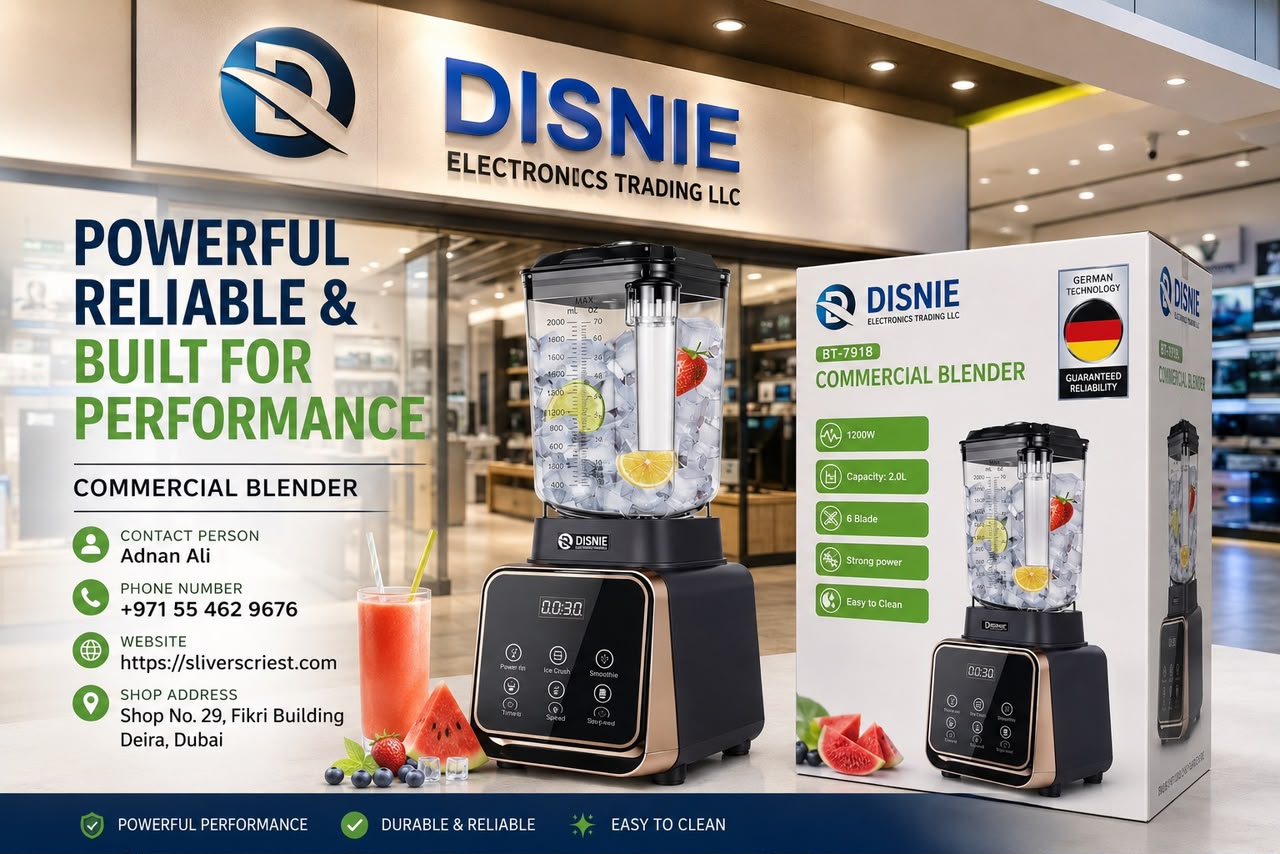 DISNIE
ELECTRONICS TRADING LLC
POWERFUL
RELIABLE &
BUILT FOR
PERFORMANCE
COMMERCIAL BLENDER
CONTACT PERSON
Adnan Ali
PHONE NUMBER
+971 55 462 9676
WEBSITE
https://sliverscriest.com
SHOP ADDRESS
Shop No. 29, Fikri Building
Deira, Dubai
MAX
mL OZ
2000 70
1600
1600
1200
800
600
400
DISNIE
00:30
Ice Crush
Smoothie
Speed
DISNIE
ELECTRONICS TRADING LLC
BT-7918
COMMERCIAL BLENDER
GERMAN
TECHNOLOGY
GUARANTEED
RELIABILITY
1200W
Capacity: 2.0L
6 Blade
Strong power
Easy to Clean
00:30
DISNIE
COMMERCIAL BLENDER
POWERFUL PERFORMANCE
DURABLE & RELIABLE
EASY TO CLEAN